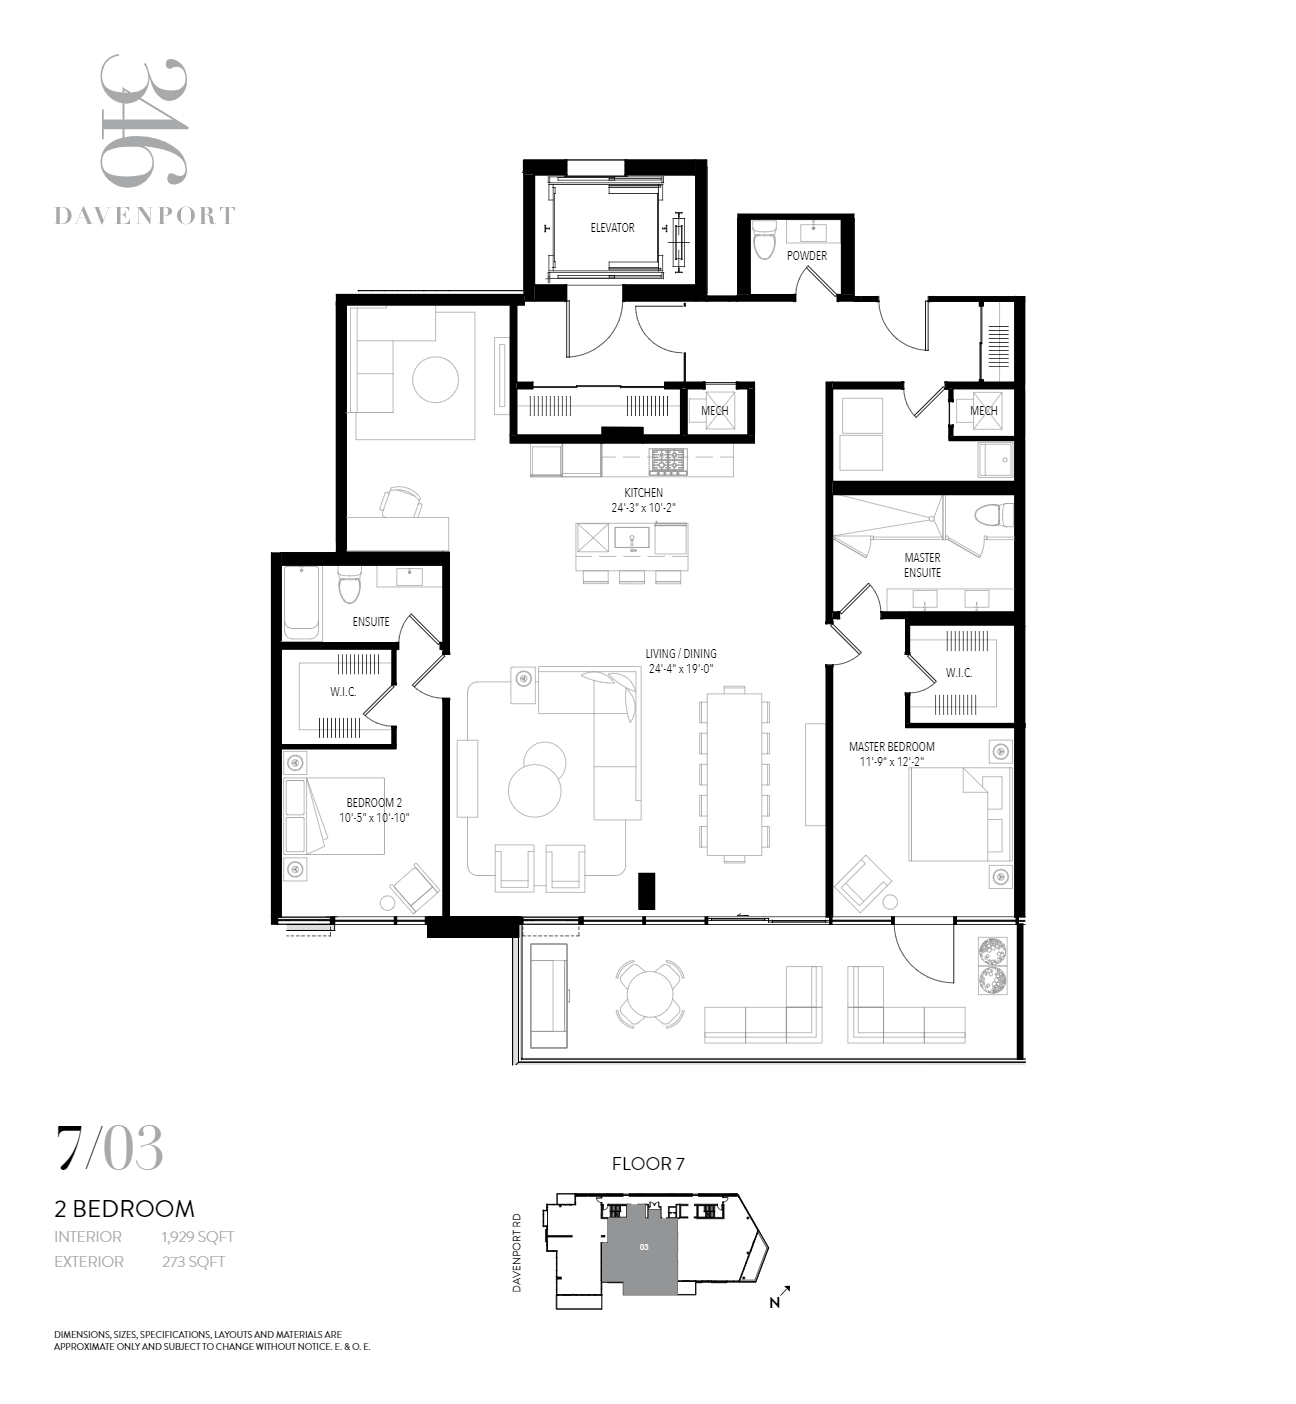 346
DAVENPORT
ELEVATOR
POWDER
MECH
MECH
KITCHEN
24'-3" x 10'-2"
MASTER
ENSUITE
ENSUITE
LIVING / DINING
24'-4" x 19'-0"
W.I.C.
W.I.C.
MASTER BEDROOM
11'-9" x 12'-2"
BEDROOM 2
10'-5" x 10'-10"
7/03
2 BEDROOM
INTERIOR 1,929 SQFT
EXTERIOR 273 SQFT
FLOOR 7
DAVENPORT RD
03
N
DIMENSIONS, SIZES, SPECIFICATIONS, LAYOUTS AND MATERIALS ARE
APPROXIMATE ONLY AND SUBJECT TO CHANGE WITHOUT NOTICE. E. & O. E.